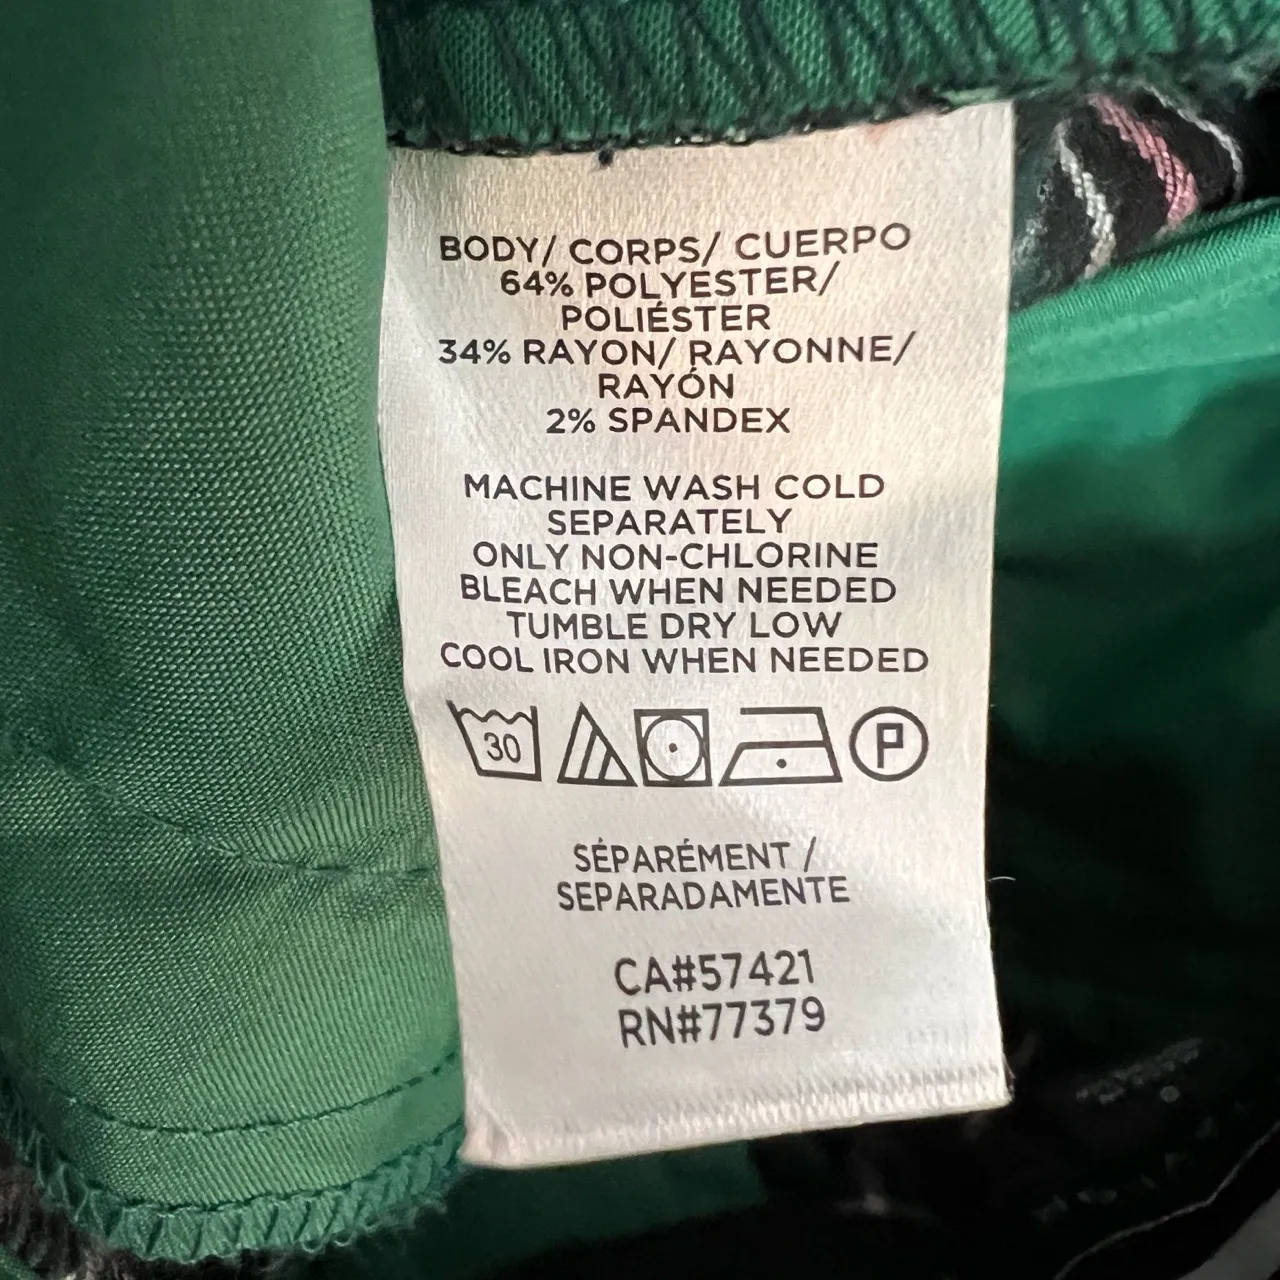 BODY/ CORPS/ CUERPO
64% POLYESTER/
POLIÉSTER
34% RAYON/ RAYONNE/
RAYÓN
2% SPANDEX
MACHINE WASH COLD
SEPARATELY
ONLY NON-CHLORINE
BLEACH WHEN NEEDED
TUMBLE DRY LOW
COOL IRON WHEN NEEDED
30 P
SÉPARÉMENT /
SEPARADAMENTE
CA#57421
RN#77379